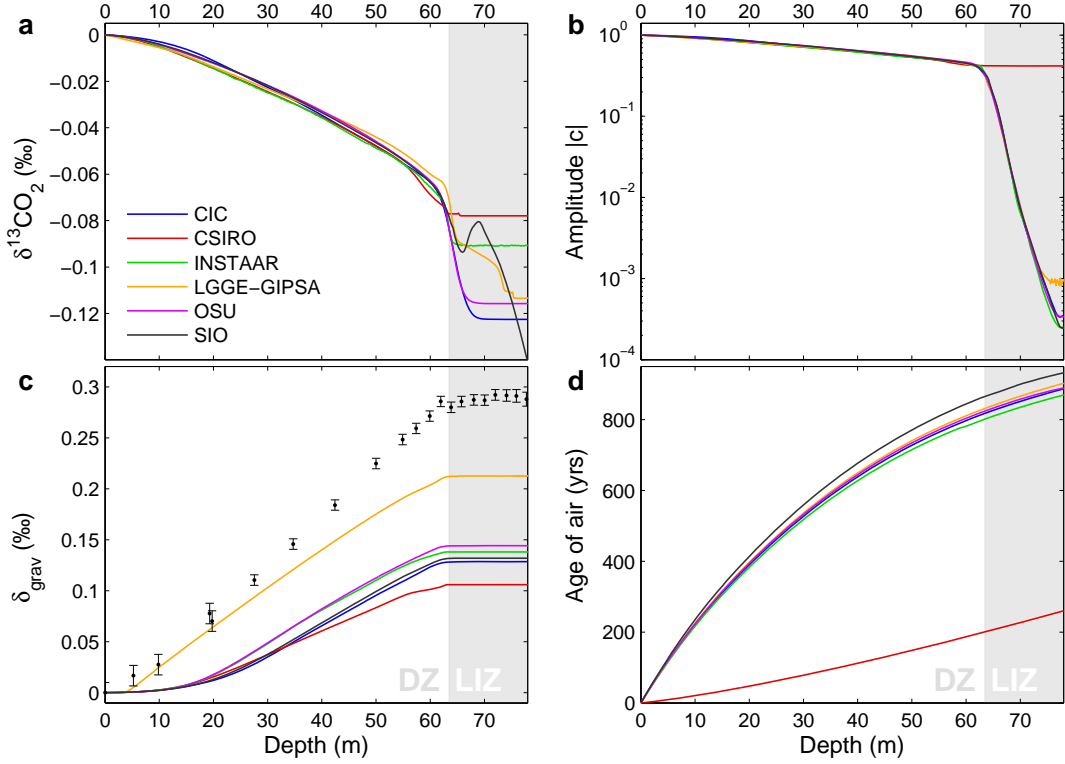 0 10 20 30 40 50 60 70
0 10 20 30 40 50 60 70
a
b
0
−0.02
−0.04
−0.06
−0.08
−0.1
−0.12
δ¹³CO₂ (‰)
CIC
CSIRO
INSTAAR
LGGE−GIPSA
OSU
SIO
10⁰
10⁻¹
10⁻²
10⁻³
10⁻⁴
Amplitude |c|
c
d
0.3
0.25
0.2
0.15
0.1
0.05
0
δgrav (‰)
DZ LIZ
0 10 20 30 40 50 60 70
Depth (m)
800
600
400
200
0
Age of air (yrs)
DZ LIZ
0 10 20 30 40 50 60 70
Depth (m)